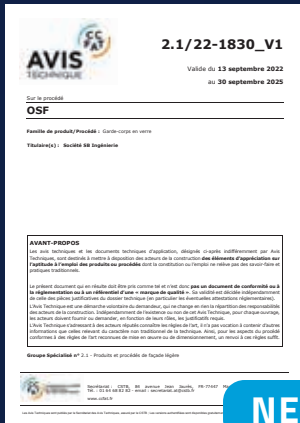 CCFAT
AVIS
TECHNIQUE
2.1/22-1830_V1
Valide du 13 septembre 2022
au 30 septembre 2025
Sur le procédé
OSF
Famille de produit/Procédé : Garde-corps en verre
Titulaire(s) : Société SB Ingénierie
AVANT-PROPOS
Les avis techniques et les documents techniques d'application, désignés ci-après indifféremment par Avis
Techniques, sont destinés à mettre à disposition des acteurs de la construction des éléments d'appréciation sur
l'aptitude à l'emploi des produits ou procédés dont la constitution ou l'emploi ne relève pas des savoir-faire et
pratiques traditionnels.
Le présent document qui en résulte doit être pris comme tel et n'est donc pas un document de conformité ou à
la réglementation ou à un référentiel d'une « marque de qualité ». Sa validité est décidée indépendamment
de celle des pièces justificatives du dossier technique (en particulier les éventuelles attestations réglementaires).
L'Avis Technique est une démarche volontaire du demandeur, qui ne change en rien la répartition des responsabilités
des acteurs de la construction. Indépendamment de l'existence ou non de cet Avis Technique, pour chaque ouvrage,
les acteurs doivent fournir ou demander, en fonction de leurs rôles, les justificatifs requis.
L'Avis Technique s'adressant à des acteurs réputés connaître les règles de l'art, il n'a pas vocation à contenir d'autres
informations que celles relevant du caractère non traditionnel de la technique. Ainsi, pour les aspects du procédé
conformes à des règles de l'art reconnues de mise en œuvre ou de dimensionnement, un renvoi à ces règles suffit.
Groupe Spécialisé n° 2.1 - Produits et procédés de façade légère
Secrétariat : CSTB, 84 avenue Jean Jaurès, FR-77447
Tél. : 01 64 68 82 82 - email : secretariat.at@cstb.fr
www.ccfat.fr
NE